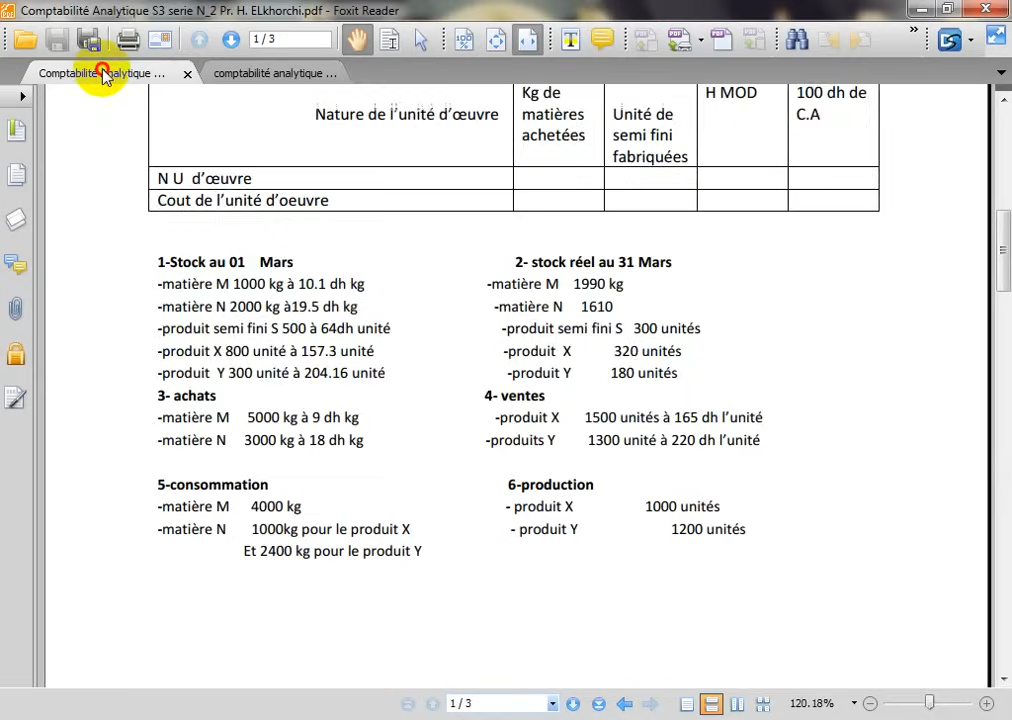 Comptabilité Analytique S3 serie N_2 Pr. H. ELkhorchi.pdf - Foxit Reader
1 / 3
Comptabilité Analytique ...
comptabilité analytique ...
Nature de l'unité d'œuvre
Kg de matières achetées
Unité de semi fini fabriquées
H MOD
100 dh de C.A
N U d'œuvre
Cout de l'unité d'oeuvre
1-Stock au 01 Mars
-matière M 1000 kg à 10.1 dh kg
-matière N 2000 kg à19.5 dh kg
-produit semi fini S 500 à 64dh unité
-produit X 800 unité à 157.3 unité
-produit Y 300 unité à 204.16 unité
2- stock réel au 31 Mars
-matière M 1990 kg
-matière N 1610
-produit semi fini S 300 unités
-produit X 320 unités
-produit Y 180 unités
3- achats
-matière M 5000 kg à 9 dh kg
-matière N 3000 kg à 18 dh kg
4- ventes
-produit X 1500 unités à 165 dh l'unité
-produits Y 1300 unité à 220 dh l'unité
5-consommation
-matière M 4000 kg
-matière N 1000kg pour le produit X
Et 2400 kg pour le produit Y
6-production
- produit X 1000 unités
- produit Y 1200 unités
1 / 3
120.18%